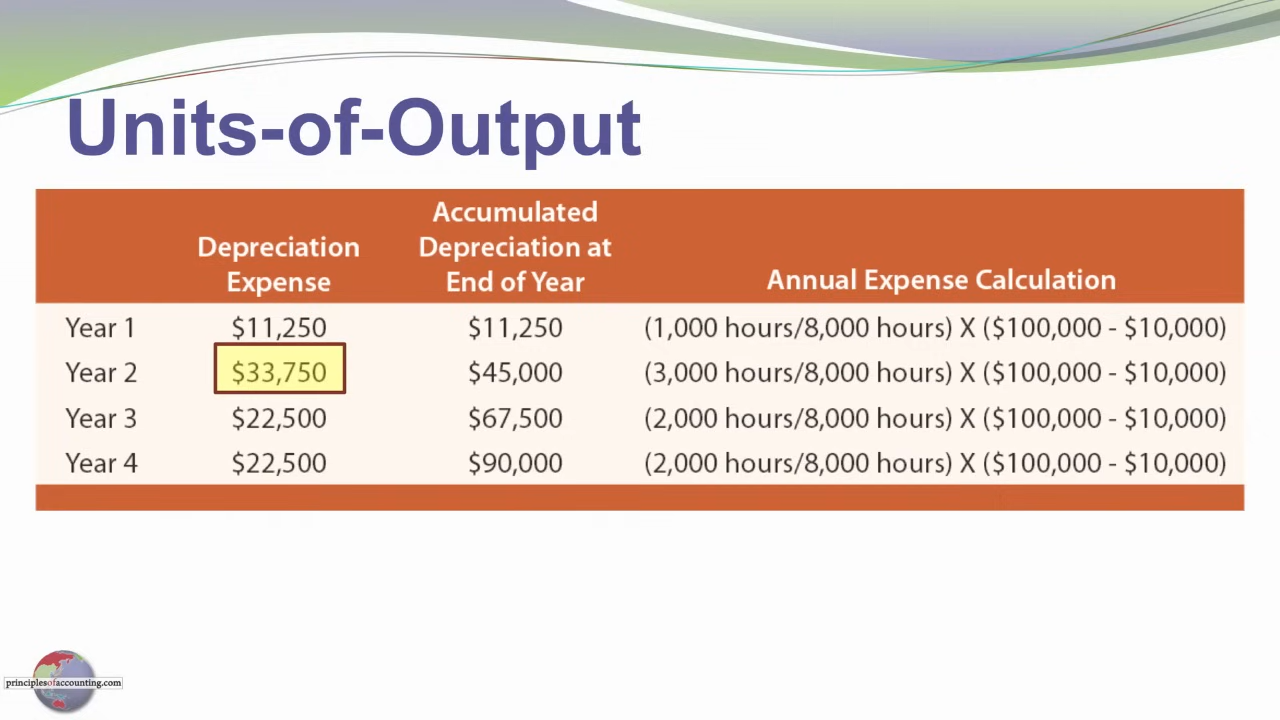 Units-of-Output
Depreciation Expense
Accumulated Depreciation at End of Year
Annual Expense Calculation
Year 1 $11,250 $11,250 (1,000 hours/8,000 hours) X ($100,000 - $10,000)
Year 2 $33,750 $45,000 (3,000 hours/8,000 hours) X ($100,000 - $10,000)
Year 3 $22,500 $67,500 (2,000 hours/8,000 hours) X ($100,000 - $10,000)
Year 4 $22,500 $90,000 (2,000 hours/8,000 hours) X ($100,000 - $10,000)
principlesofaccounting.com